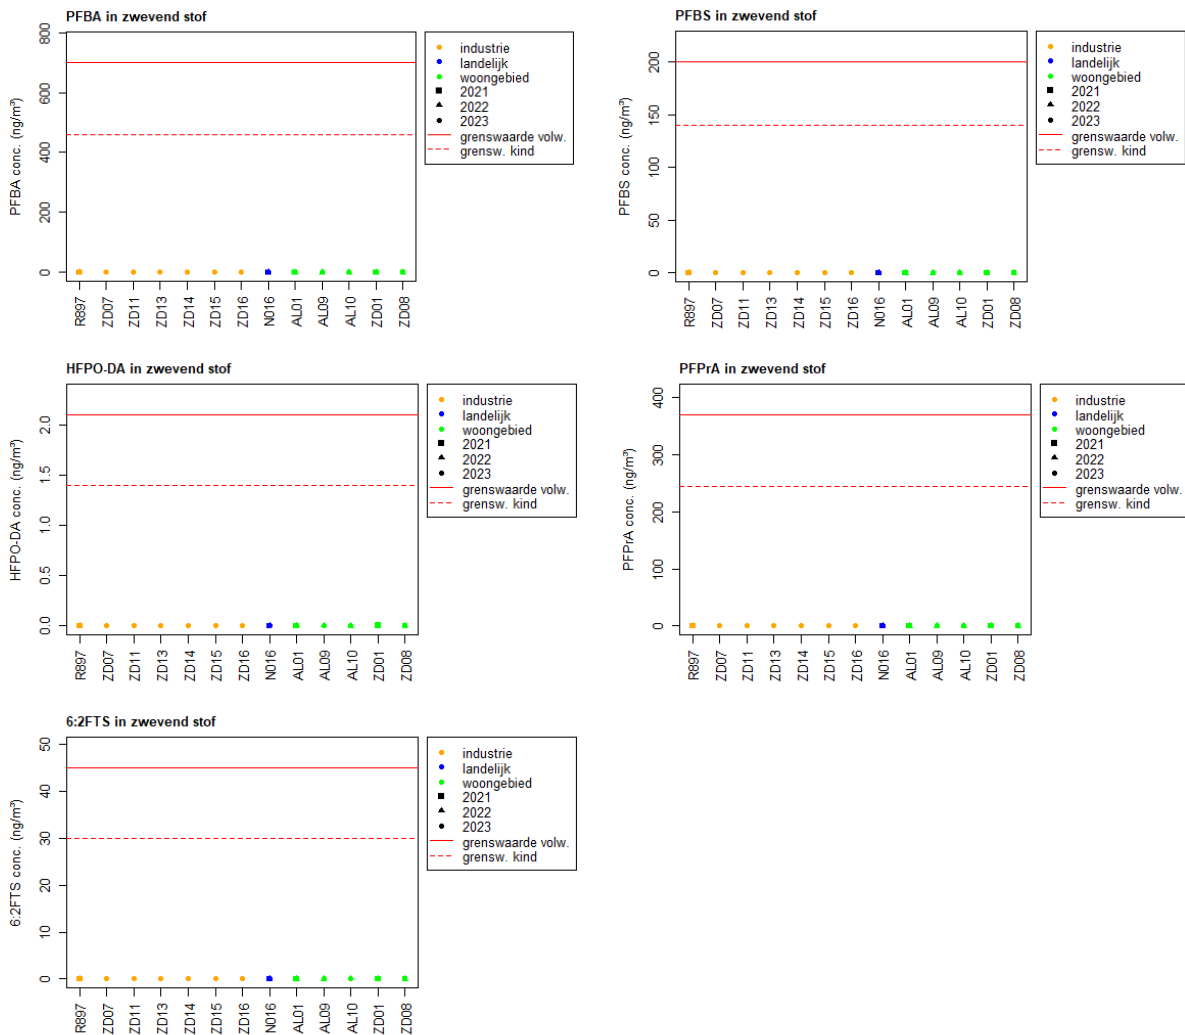 PFBA in zwevend stof
PFBA conc. (ng/m³)
800
600
400
200
0
R897 ZD07 ZD11 ZD13 ZD14 ZD15 ZD16 N016 AL01 AL09 AL10 ZD01 ZD08
industrie
landelijk
woongebied
2021
2022
2023
grenswaarde volw.
grensw. kind
PFBS in zwevend stof
PFBS conc. (ng/m³)
200
150
100
50
0
R897 ZD07 ZD11 ZD13 ZD14 ZD15 ZD16 N016 AL01 AL09 AL10 ZD01 ZD08
industrie
landelijk
woongebied
2021
2022
2023
grenswaarde volw.
grensw. kind
HFPO-DA in zwevend stof
HFPO-DA conc. (ng/m³)
2.0
1.5
1.0
0.5
0.0
R897 ZD07 ZD11 ZD13 ZD14 ZD15 ZD16 N016 AL01 AL09 AL10 ZD01 ZD08
industrie
landelijk
woongebied
2021
2022
2023
grenswaarde volw.
grensw. kind
PFPrA in zwevend stof
PFPrA conc. (ng/m³)
400
300
200
100
0
R897 ZD07 ZD11 ZD13 ZD14 ZD15 ZD16 N016 AL01 AL09 AL10 ZD01 ZD08
industrie
landelijk
woongebied
2021
2022
2023
grenswaarde volw.
grensw. kind
6:2FTS in zwevend stof
6:2FTS conc. (ng/m³)
50
40
30
20
10
0
R897 ZD07 ZD11 ZD13 ZD14 ZD15 ZD16 N016 AL01 AL09 AL10 ZD01 ZD08
industrie
landelijk
woongebied
2021
2022
2023
grenswaarde volw.
grensw. kind